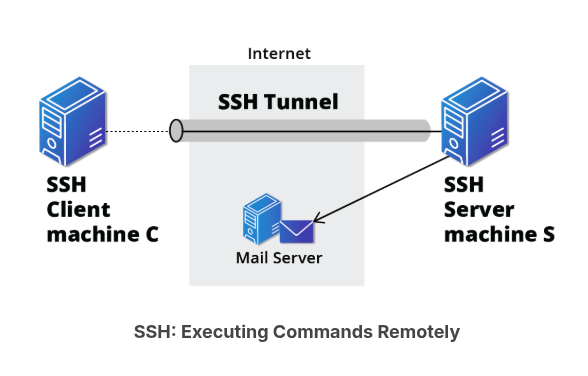 Internet
SSH Tunnel
SSH
Client
machine C
SSH
Server
machine S
Mail Server
SSH: Executing Commands Remotely